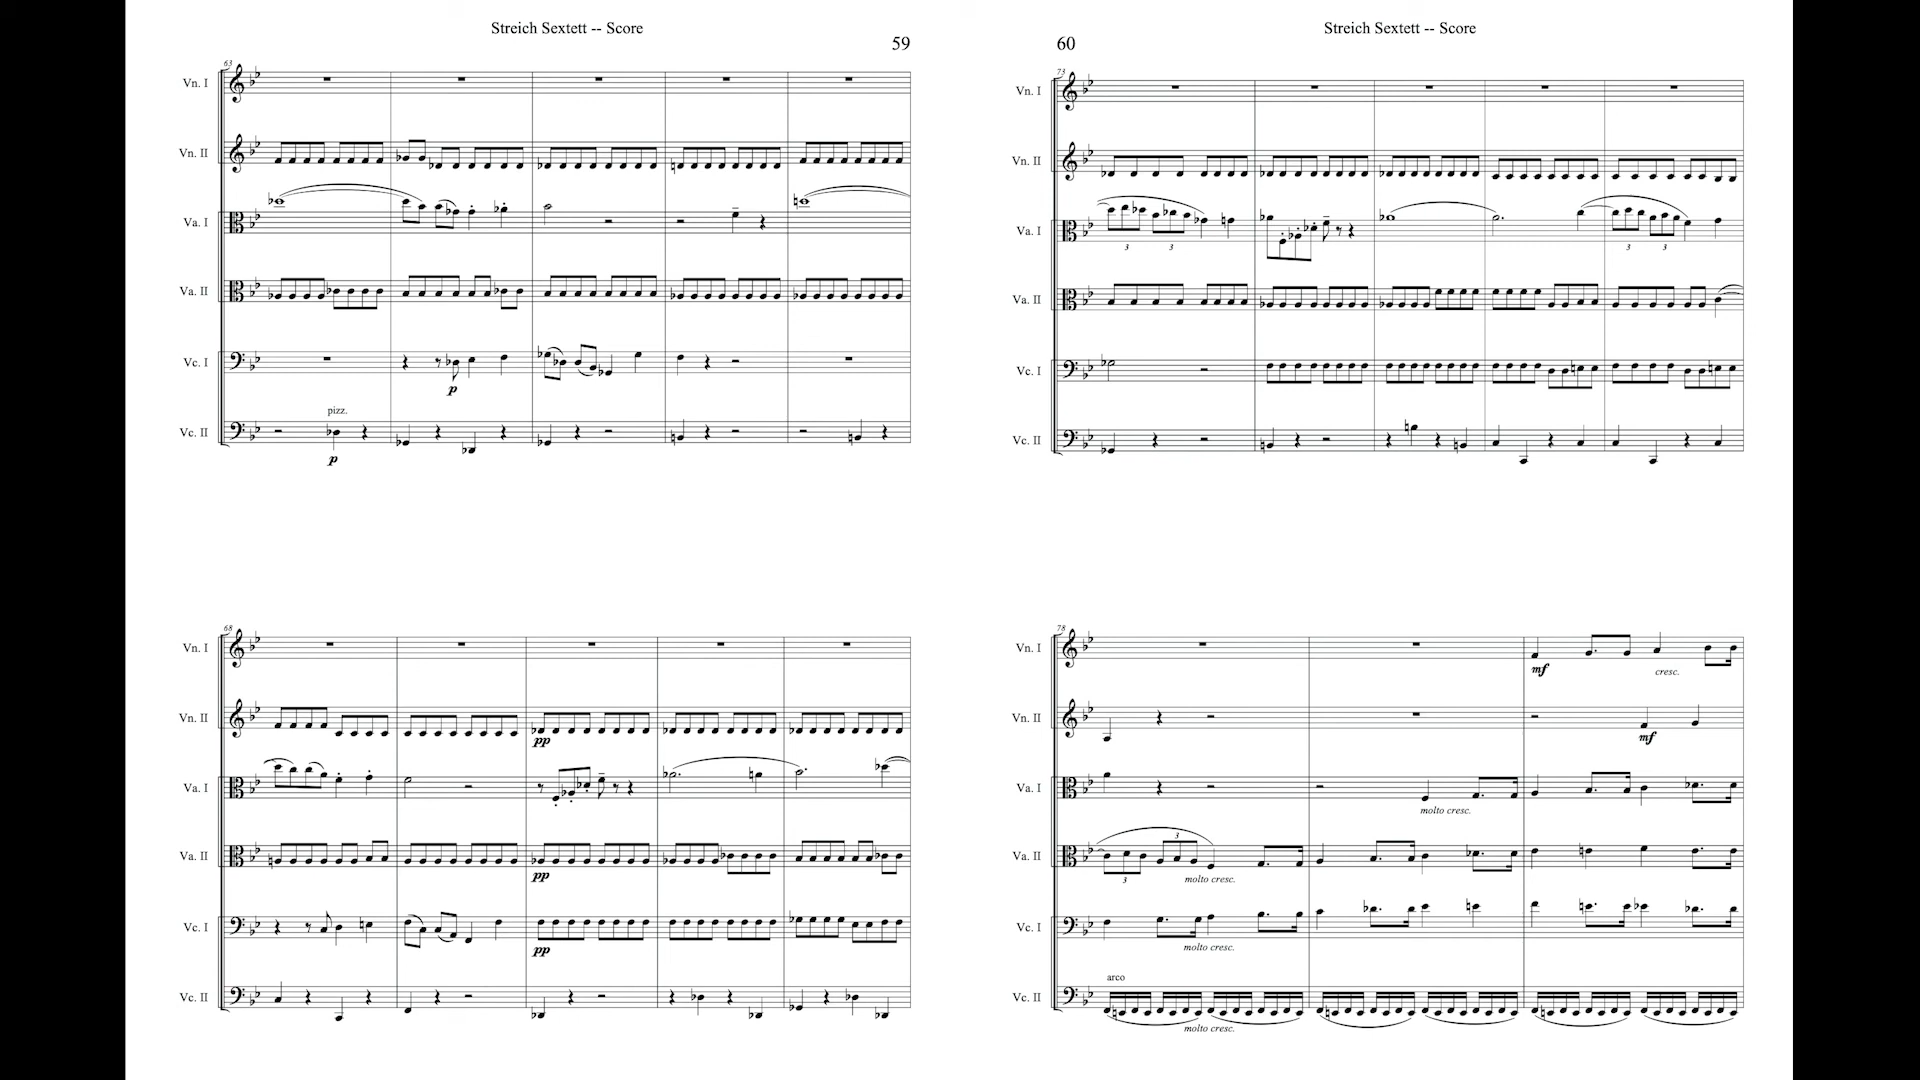 Streich Sextett -- Score
59
63
Vn. I
Vn. II
Va. I
Va. II
Vc. I
p
pizz.
Vc. II
p
68
Vn. I
Vn. II
pp
Va. I
Va. II
pp
Vc. I
pp
Vc. II
Streich Sextett -- Score
60
73
Vn. I
Vn. II
Va. I
3 3 3 3
Va. II
Vc. I
Vc. II
78
Vn. I
mf cresc.
Vn. II
mf
Va. I
molto cresc.
3
Va. II
3 molto cresc.
Vc. I
molto cresc.
arco
Vc. II
molto cresc.